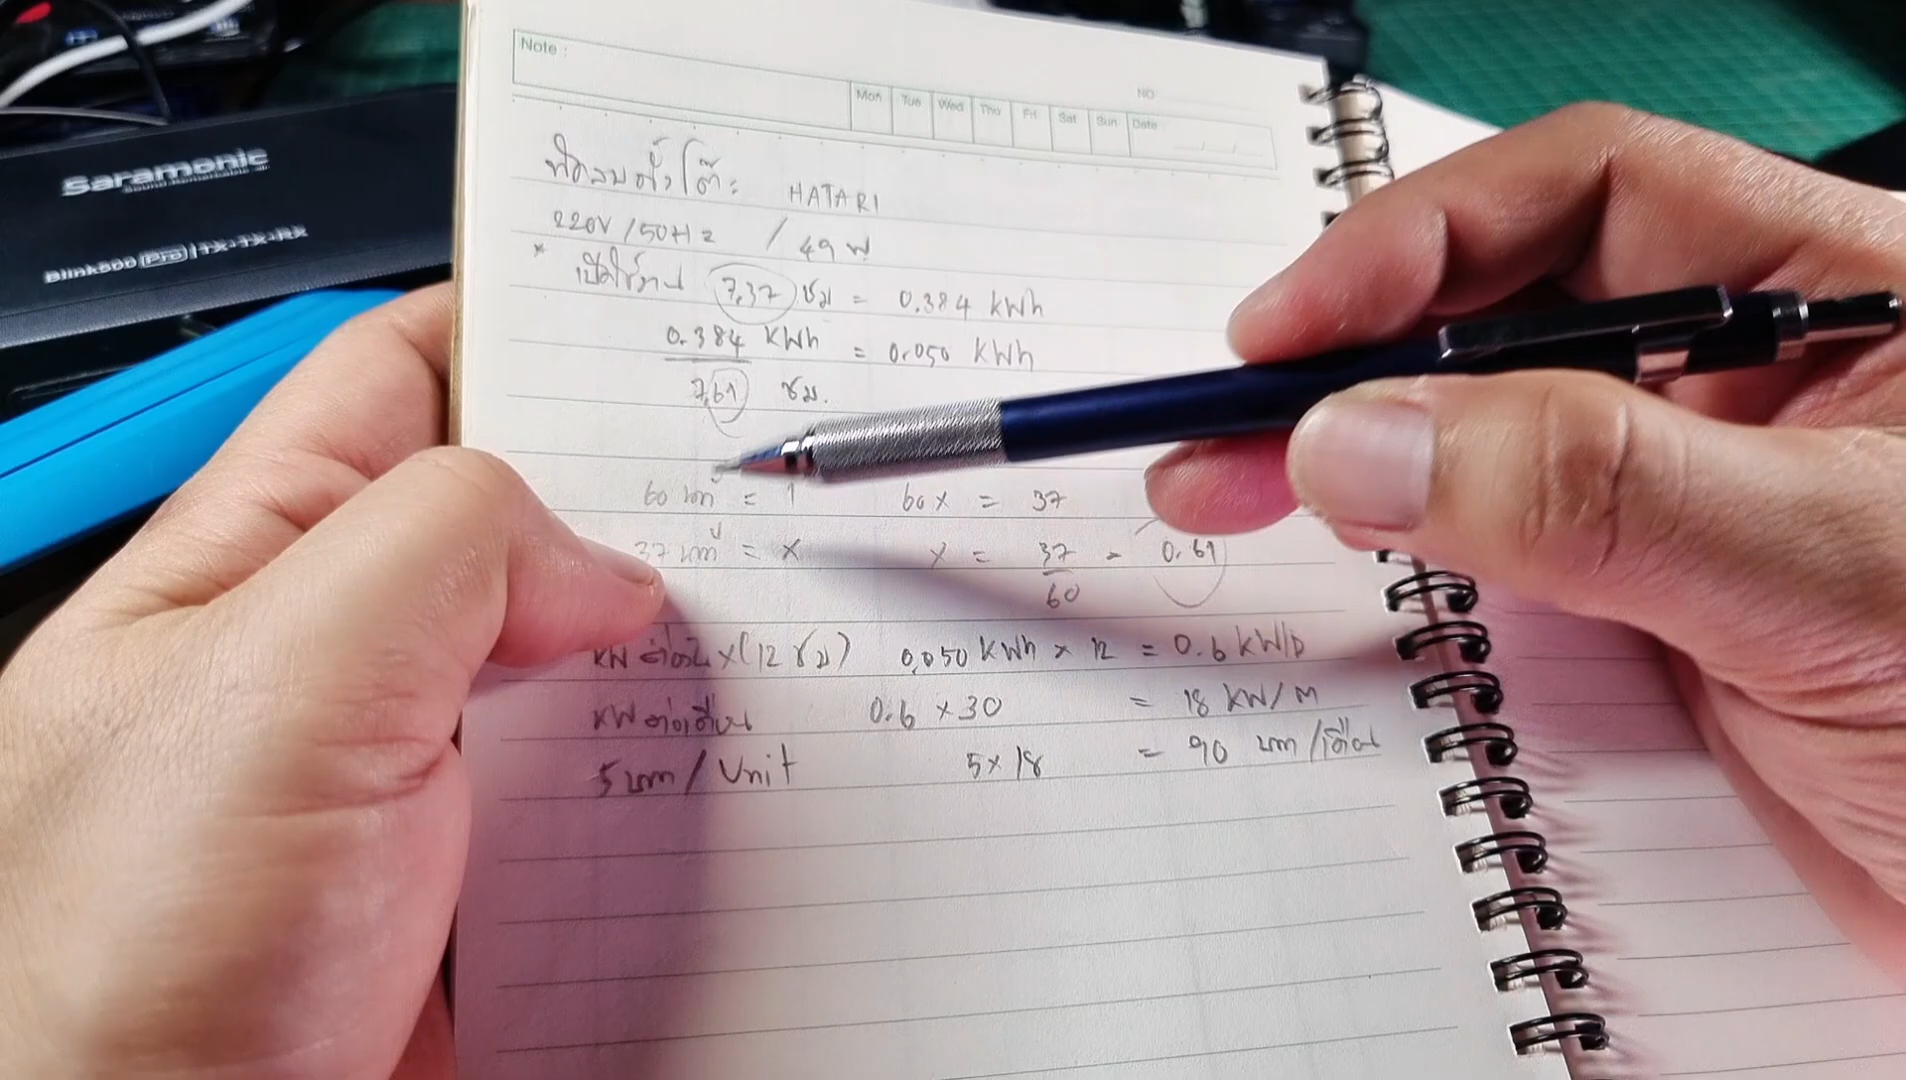 Note :
Mon Tue Wed Thu Fri Sat Sun Date
NO
Saramonic
Blink500 Pro | TX+TX+RX
พัดลมตั้งโต๊ะ HATARI
220V /50Hz / 49 W
* เปิดใช้งาน 7.37 ชม = 0.384 kWh
0.384 kWh = 0.050 kWh
7.61 ชม.
60 นาที = 1 60 x = 37
37 นาที = x x = 37 = 0.61
60
KW ต่อวัน x (12 ชม) 0.050 kWh x 12 = 0.6 KW/D
KW ต่อเดือน 0.6 x 30 = 18 KW/M
5 บาท / Unit 5 x 18 = 90 บาท /เดือน